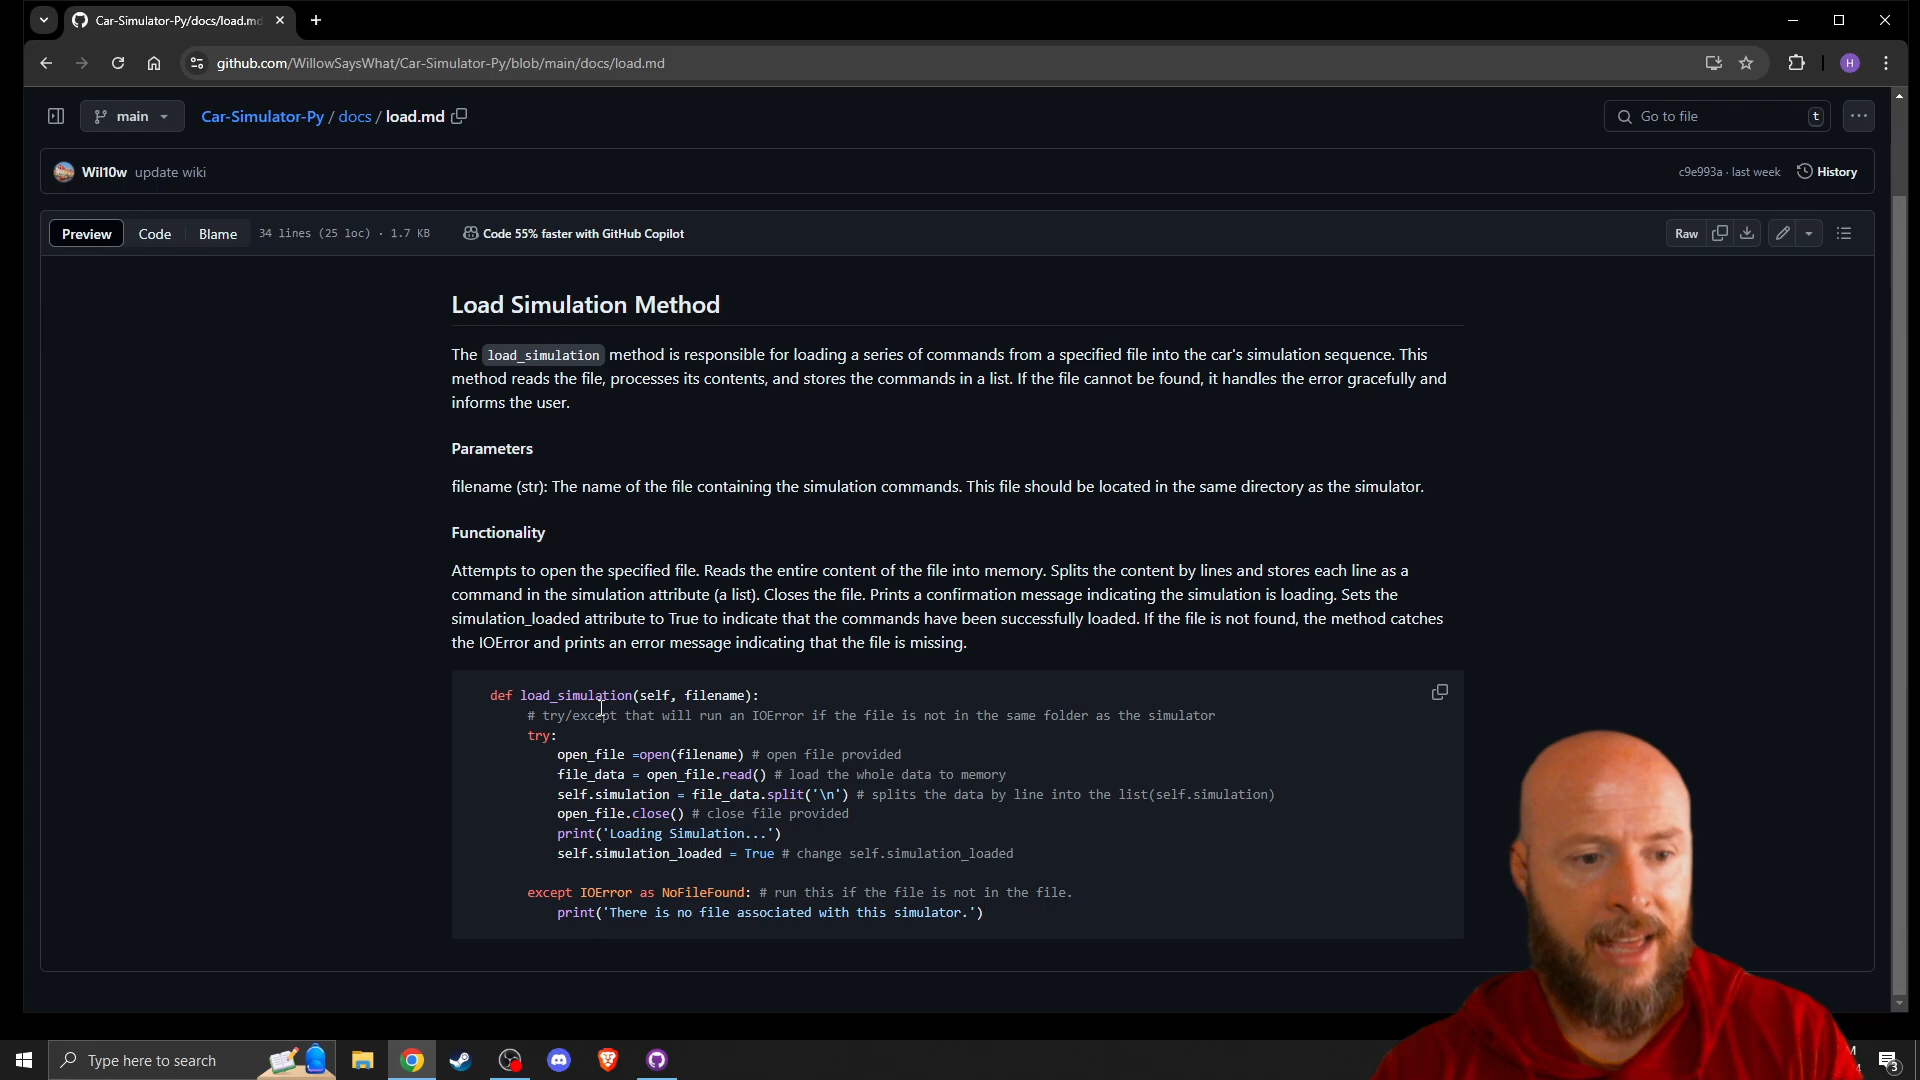 Car-Simulator-Py/docs/load.md
github.com/WillowSaysWhat/Car-Simulator-Py/blob/main/docs/load.md
H
main
Car-Simulator-Py / docs / load.md
Go to file
t
Wil10w update wiki
c9e993a · last week
History
Preview
Code
Blame
34 lines (25 loc) · 1.7 KB
Code 55% faster with GitHub Copilot
Raw
Load Simulation Method
The load_simulation method is responsible for loading a series of commands from a specified file into the car's simulation sequence. This
method reads the file, processes its contents, and stores the commands in a list. If the file cannot be found, it handles the error gracefully and
informs the user.
Parameters
filename (str): The name of the file containing the simulation commands. This file should be located in the same directory as the simulator.
Functionality
Attempts to open the specified file. Reads the entire content of the file into memory. Splits the content by lines and stores each line as a
command in the simulation attribute (a list). Closes the file. Prints a confirmation message indicating the simulation is loading. Sets the
simulation_loaded attribute to True to indicate that the commands have been successfully loaded. If the file is not found, the method catches
the IOError and prints an error message indicating that the file is missing.
def load_simulation(self, filename):
# try/except that will run an IOError if the file is not in the same folder as the simulator
try:
open_file =open(filename) # open file provided
file_data = open_file.read() # load the whole data to memory
self.simulation = file_data.split('\n') # splits the data by line into the list(self.simulation)
open_file.close() # close file provided
print('Loading Simulation...')
self.simulation_loaded = True # change self.simulation_loaded
except IOError as NoFileFound: # run this if the file is not in the file.
print('There is no file associated with this simulator.')
Type here to search
3